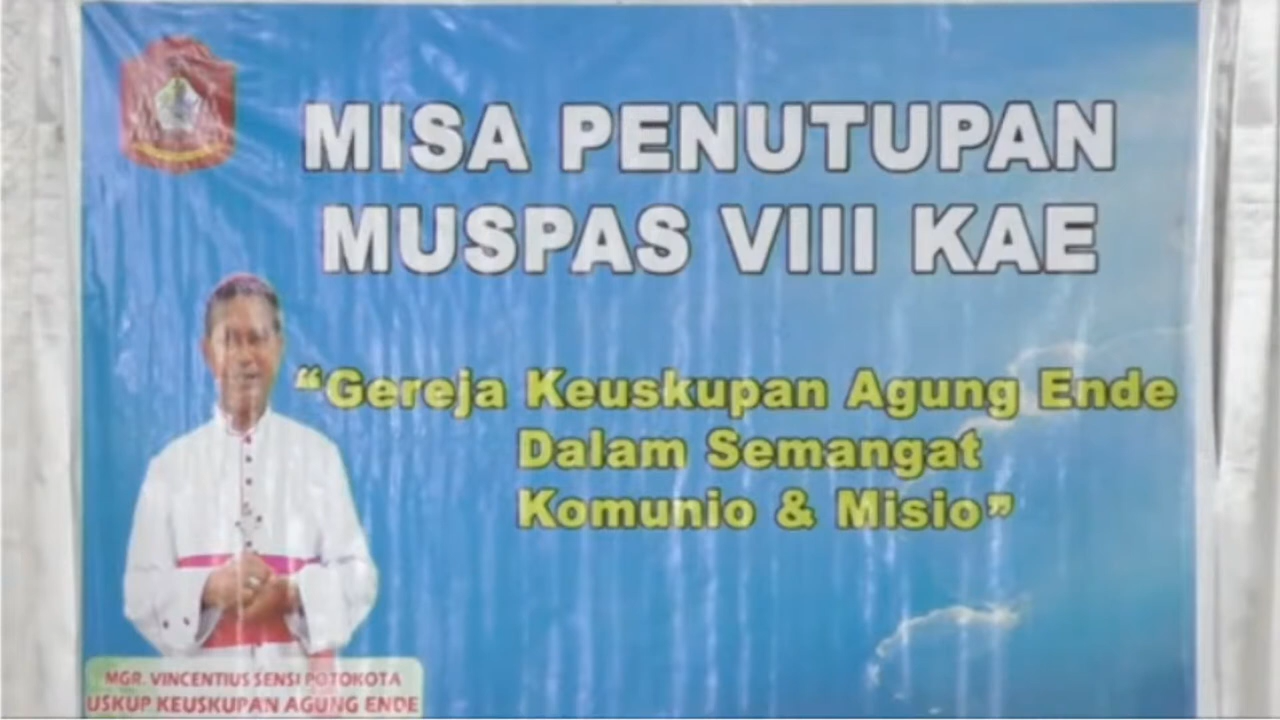 MISA PENUTUPAN
MUSPAS VIII KAE
“Gereja Keuskupan Agung Ende
Dalam Semangat
Komunio & Misio”
MGR. VINCENTIUS SENSI POTOKOTA
USKUP KEUSKUPAN AGUNG ENDE